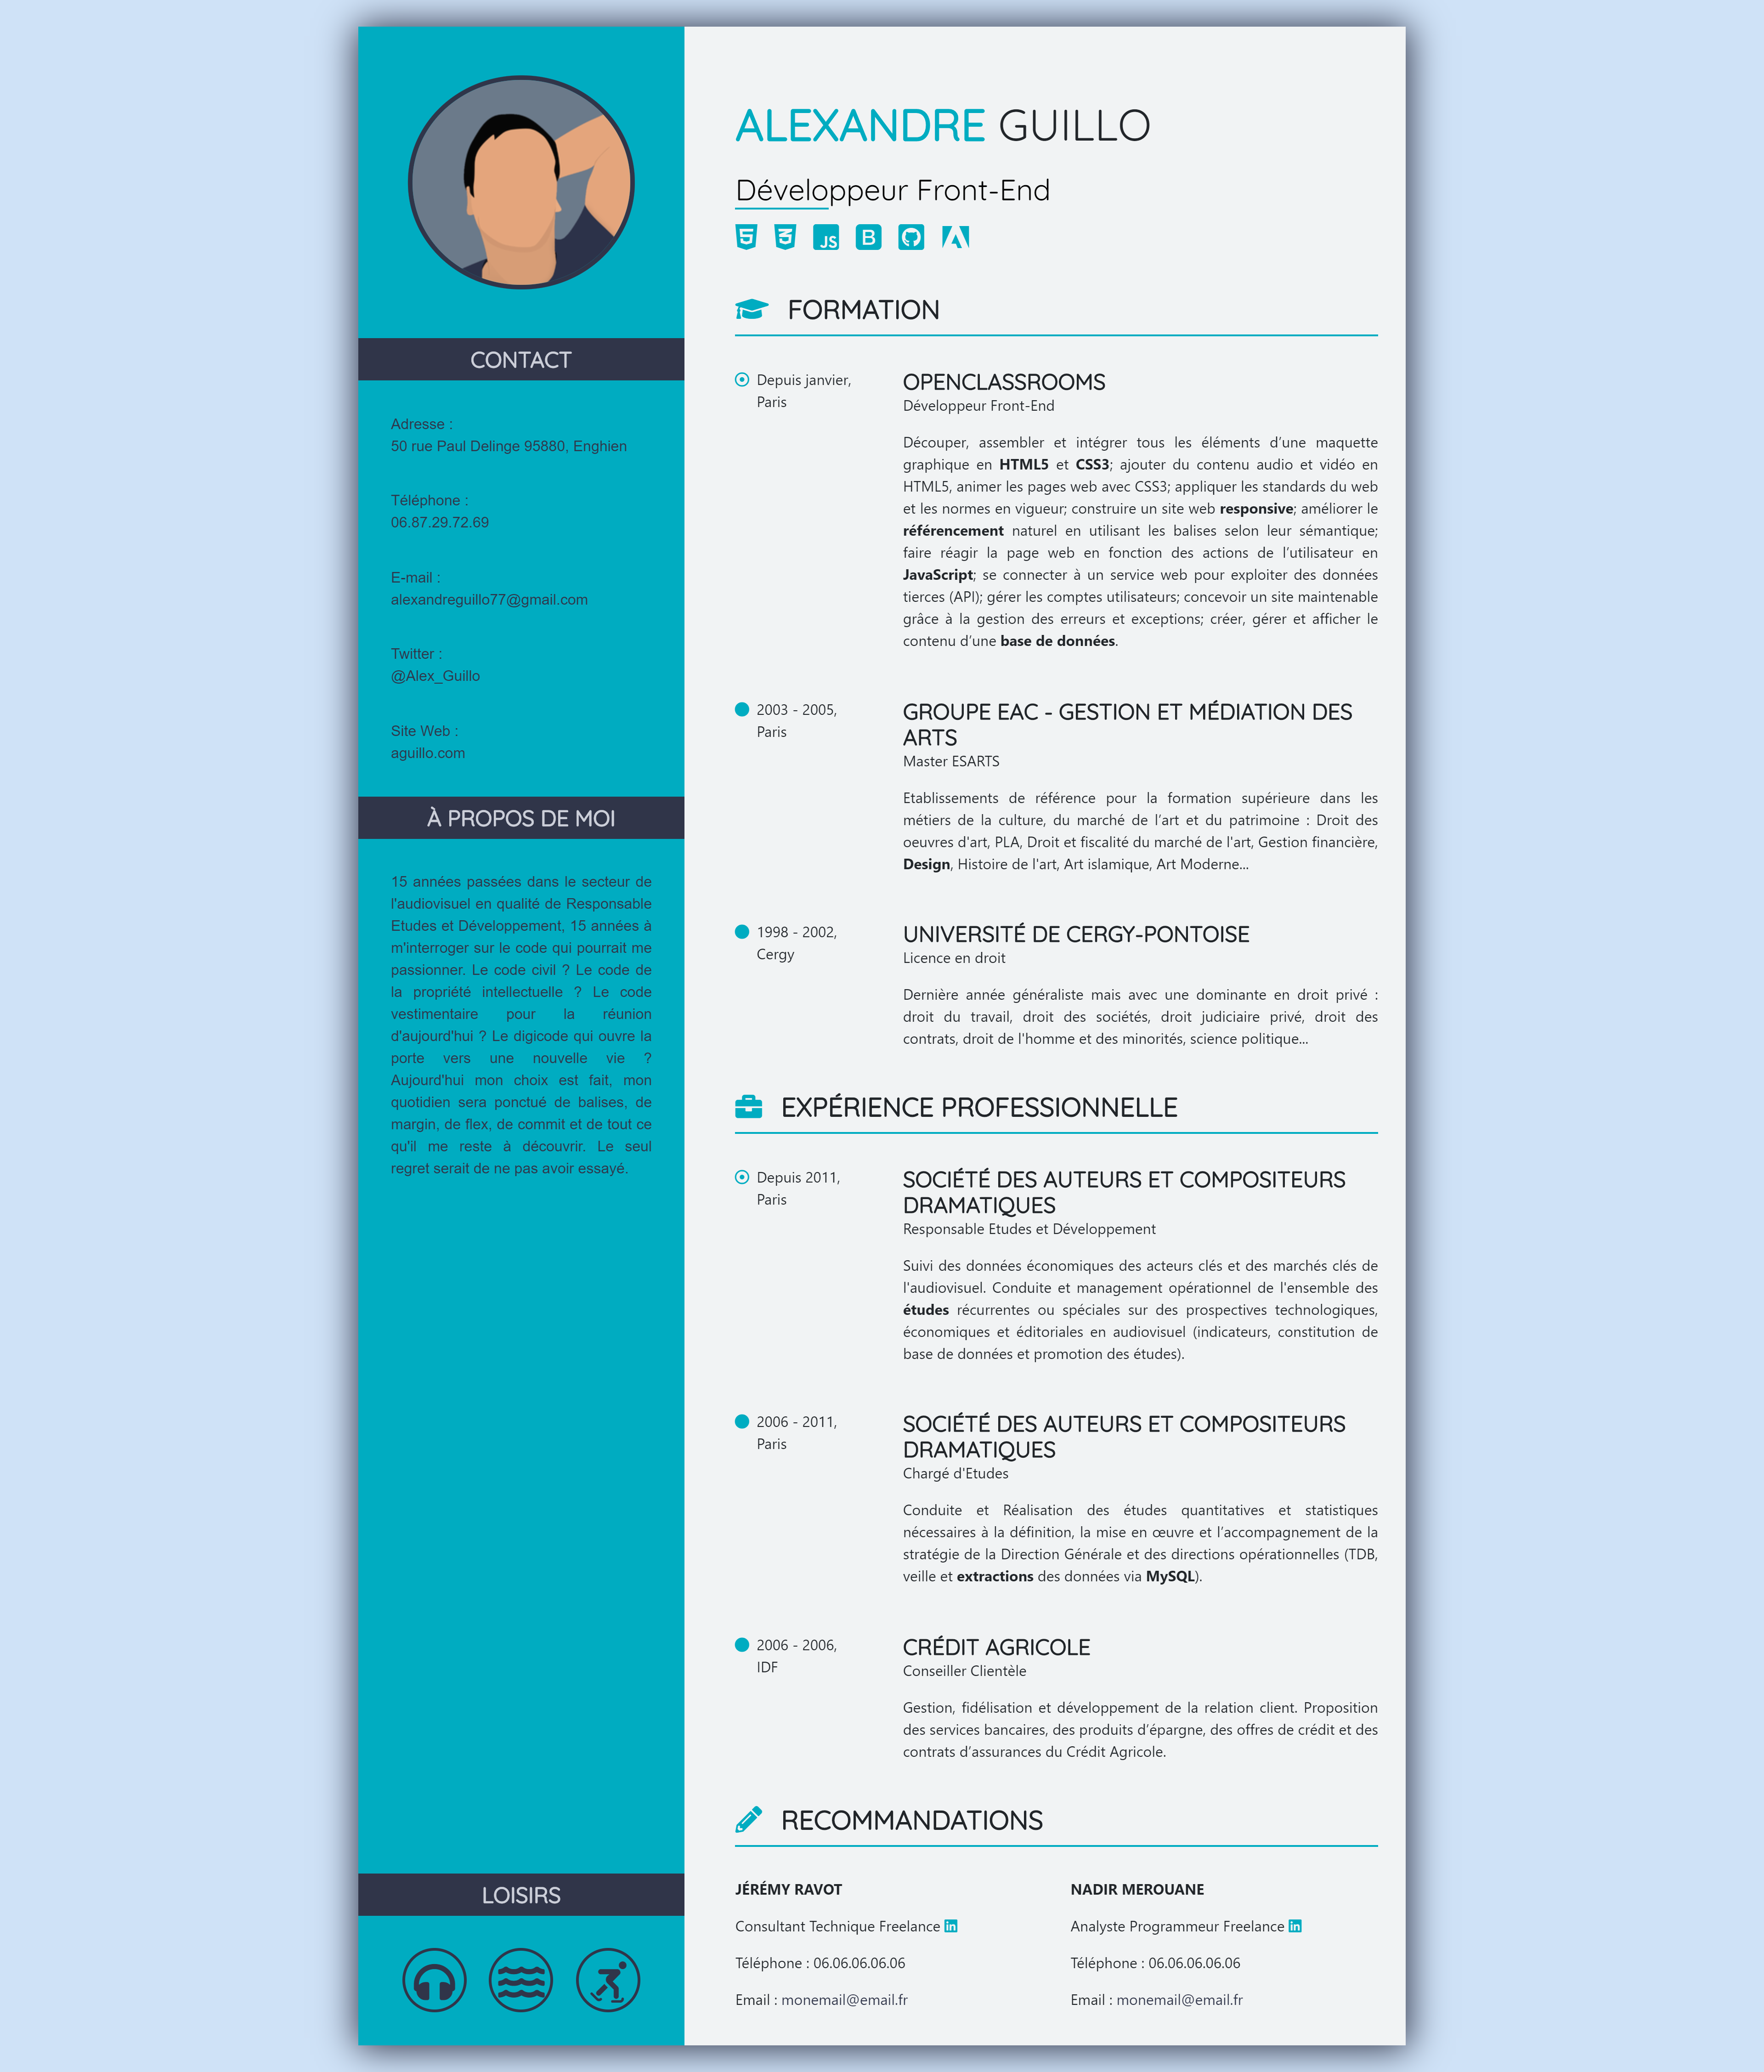 CONTACT
Adresse :
50 rue Paul Delinge 95880, Enghien
Téléphone :
06.87.29.72.69
E-mail :
alexandreguillo77@gmail.com
Twitter :
@Alex_Guillo
Site Web :
aguillo.com
À PROPOS DE MOI
15 années passées dans le secteur de
l'audiovisuel en qualité de Responsable
Etudes et Développement, 15 années à
m'interroger sur le code qui pourrait me
passionner. Le code civil ? Le code de
la propriété intellectuelle ? Le code
vestimentaire pour la réunion
d'aujourd'hui ? Le digicode qui ouvre la
porte vers une nouvelle vie ?
Aujourd'hui mon choix est fait, mon
quotidien sera ponctué de balises, de
margin, de flex, de commit et de tout ce
qu'il me reste à découvrir. Le seul
regret serait de ne pas avoir essayé.
LOISIRS
ALEXANDRE GUILLO
Développeur Front-End
5 3 JS B
FORMATION
Depuis janvier,
Paris
OPENCLASSROOMS
Développeur Front-End
Découper, assembler et intégrer tous les éléments d’une maquette
graphique en HTML5 et CSS3; ajouter du contenu audio et vidéo en
HTML5, animer les pages web avec CSS3; appliquer les standards du web
et les normes en vigueur; construire un site web responsive; améliorer le
référencement naturel en utilisant les balises selon leur sémantique;
faire réagir la page web en fonction des actions de l’utilisateur en
JavaScript; se connecter à un service web pour exploiter des données
tierces (API); gérer les comptes utilisateurs; concevoir un site maintenable
grâce à la gestion des erreurs et exceptions; créer, gérer et afficher le
contenu d’une base de données.
2003 - 2005,
Paris
GROUPE EAC - GESTION ET MÉDIATION DES
ARTS
Master ESARTS
Etablissements de référence pour la formation supérieure dans les
métiers de la culture, du marché de l’art et du patrimoine : Droit des
oeuvres d'art, PLA, Droit et fiscalité du marché de l'art, Gestion financière,
Design, Histoire de l'art, Art islamique, Art Moderne...
1998 - 2002,
Cergy
UNIVERSITÉ DE CERGY-PONTOISE
Licence en droit
Dernière année généraliste mais avec une dominante en droit privé :
droit du travail, droit des sociétés, droit judiciaire privé, droit des
contrats, droit de l'homme et des minorités, science politique...
EXPÉRIENCE PROFESSIONNELLE
Depuis 2011,
Paris
SOCIÉTÉ DES AUTEURS ET COMPOSITEURS
DRAMATIQUES
Responsable Etudes et Développement
Suivi des données économiques des acteurs clés et des marchés clés de
l'audiovisuel. Conduite et management opérationnel de l'ensemble des
études récurrentes ou spéciales sur des prospectives technologiques,
économiques et éditoriales en audiovisuel (indicateurs, constitution de
base de données et promotion des études).
2006 - 2011,
Paris
SOCIÉTÉ DES AUTEURS ET COMPOSITEURS
DRAMATIQUES
Chargé d'Etudes
Conduite et Réalisation des études quantitatives et statistiques
nécessaires à la définition, la mise en œuvre et l’accompagnement de la
stratégie de la Direction Générale et des directions opérationnelles (TDB,
veille et extractions des données via MySQL).
2006 - 2006,
IDF
CRÉDIT AGRICOLE
Conseiller Clientèle
Gestion, fidélisation et développement de la relation client. Proposition
des services bancaires, des produits d’épargne, des offres de crédit et des
contrats d’assurances du Crédit Agricole.
RECOMMANDATIONS
JÉRÉMY RAVOT
Consultant Technique Freelance in
Téléphone : 06.06.06.06.06
Email : monemail@email.fr
NADIR MEROUANE
Analyste Programmeur Freelance in
Téléphone : 06.06.06.06.06
Email : monemail@email.fr